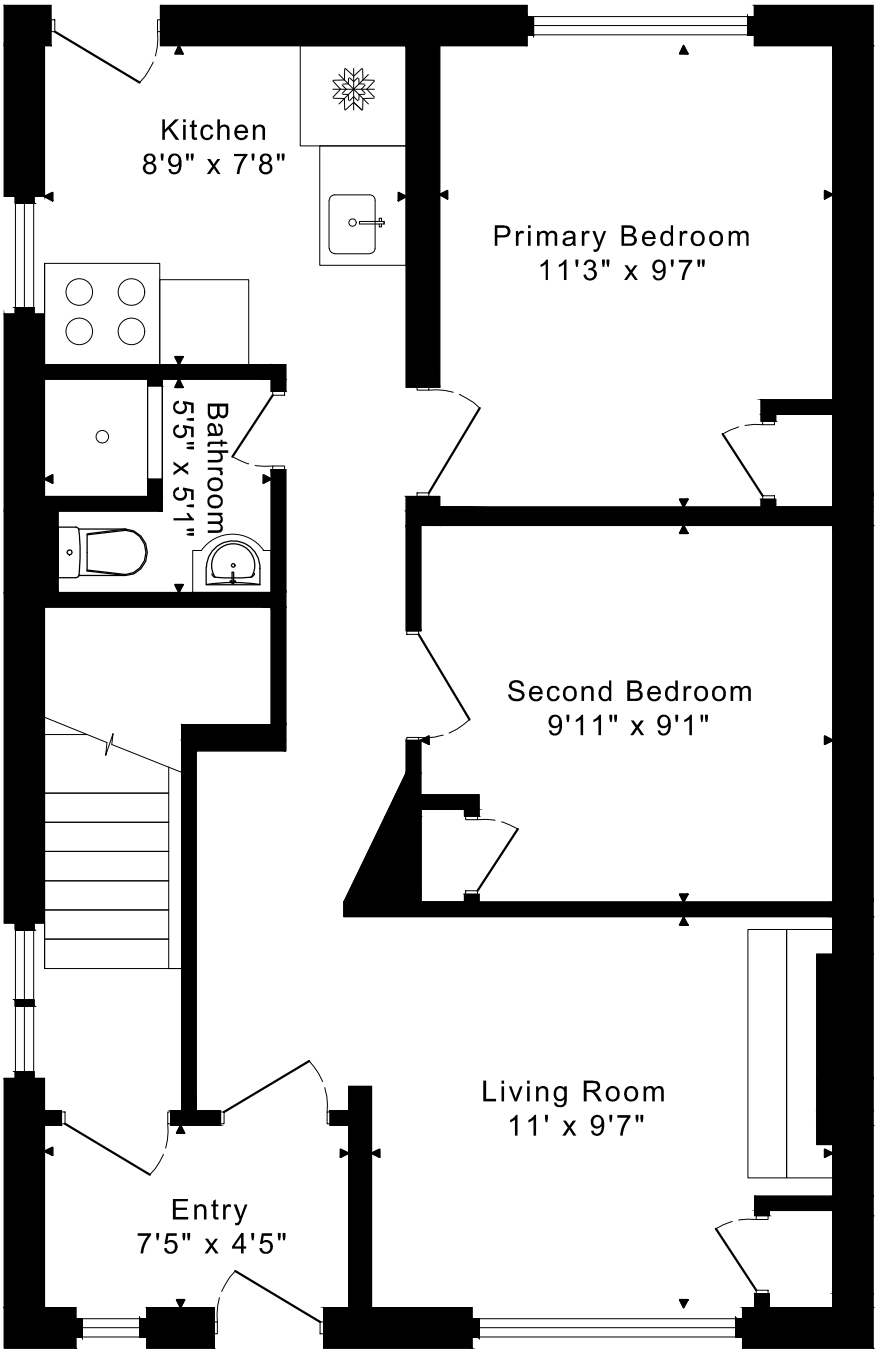 Kitchen
8'9" x 7'8"
Primary Bedroom
11'3" x 9'7"
Bathroom
5'5" x 5'1"
Second Bedroom
9'11" x 9'1"
Living Room
11' x 9'7"
Entry
7'5" x 4'5"